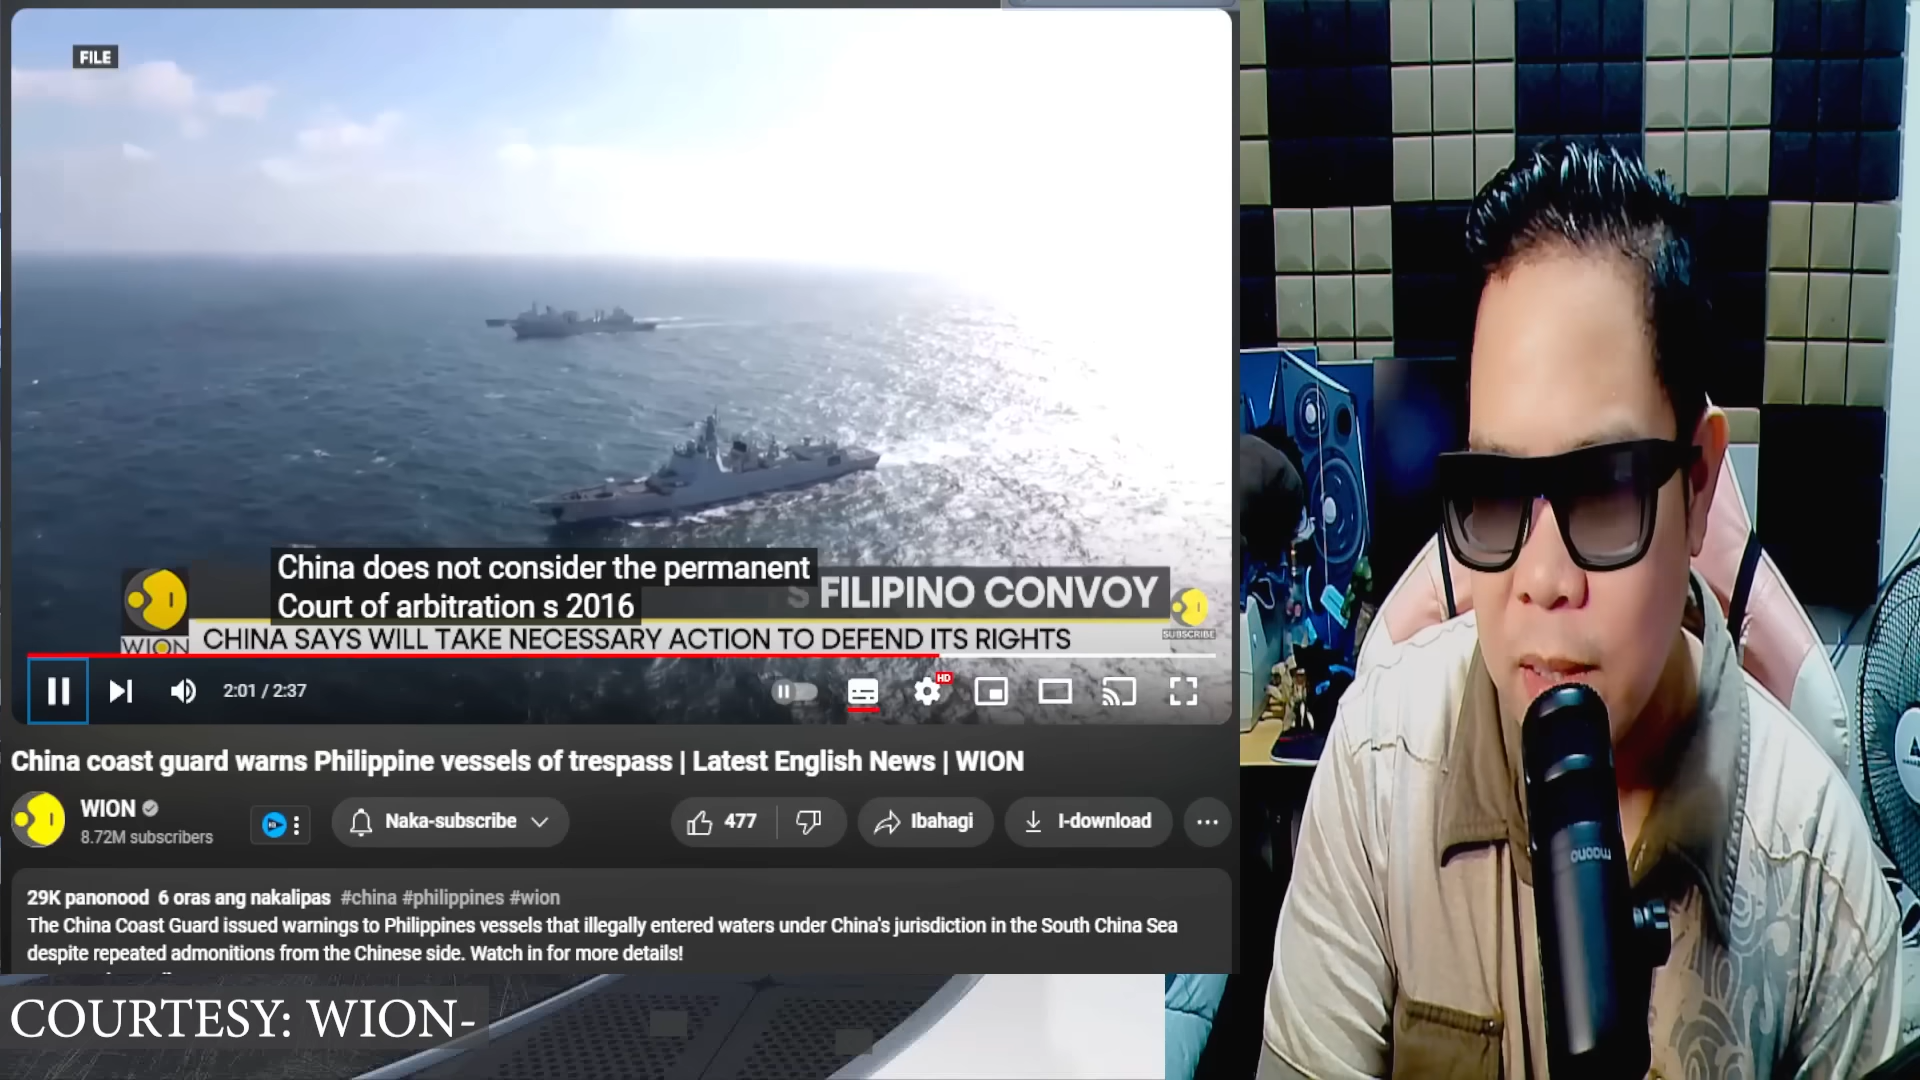 FILE
China does not consider the permanent
Court of arbitration s 2016
S FILIPINO CONVOY
SUBSCRIBE
WION
CHINA SAYS WILL TAKE NECESSARY ACTION TO DEFEND ITS RIGHTS
2:01 / 2:37
HD
China coast guard warns Philippine vessels of trespass | Latest English News | WION
WION
8.72M subscribers
Naka-subscribe
477
Ibahagi
I-download
29K panonood 6 oras ang nakalipas #china #philippines #wion
The China Coast Guard issued warnings to Philippines vessels that illegally entered waters under China's jurisdiction in the South China Sea
despite repeated admonitions from the Chinese side. Watch in for more details!
COURTESY: WION-
maono